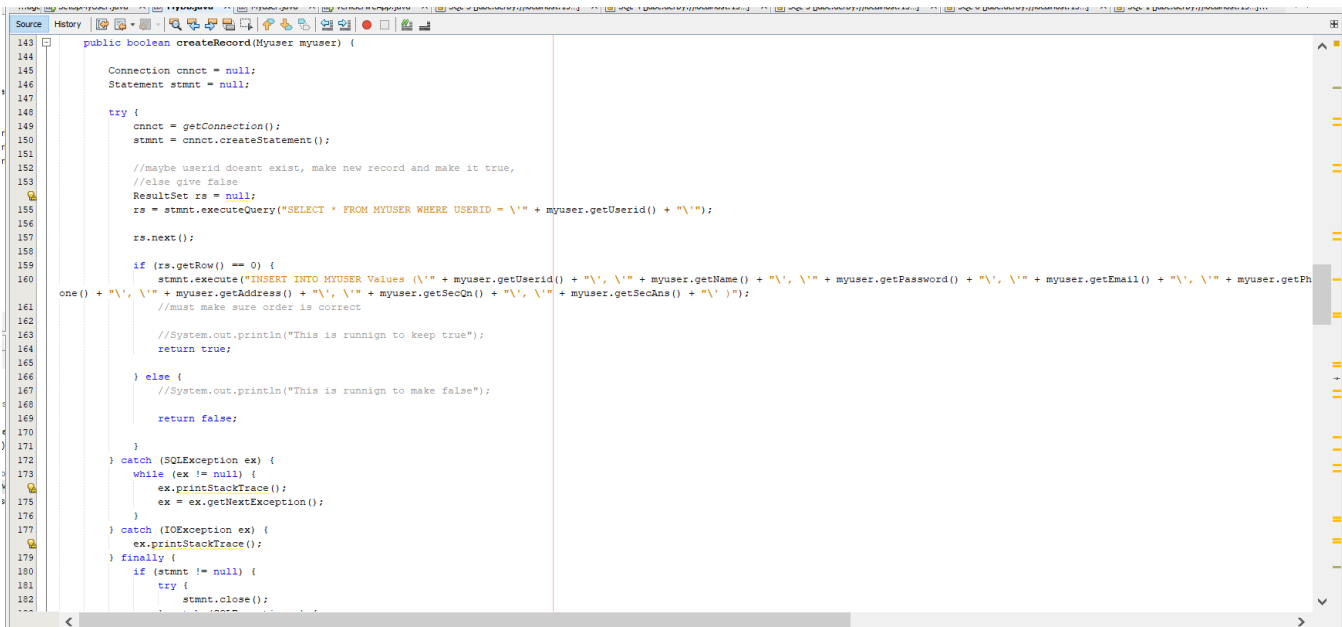 Source History
143 public boolean createRecord(Myuser myuser) {
144
145 Connection cnnct = null;
146 Statement stmnt = null;
147
148 try {
149 cnnct = getConnection();
150 stmnt = cnnct.createStatement();
151
152 //maybe userid doesnt exist, make new record and make it true,
153 //else give false
ResultSet rs = null;
155 rs = stmnt.executeQuery("SELECT * FROM MYUSER WHERE USERID = \'" + myuser.getUserid() + "\'");
156
157 rs.next();
158
159 if (rs.getRow() == 0) {
160 stmnt.execute("INSERT INTO MYUSER Values (\'" + myuser.getUserid() + "\', \'" + myuser.getName() + "\', \'" + myuser.getPassword() + "\', \'" + myuser.getEmail() + "\', \'" + myuser.getPh
one() + "\', \'" + myuser.getAddress() + "\', \'" + myuser.getSecQn() + "\', \'" + myuser.getSecAns() + "\' )");
161 //must make sure order is correct
162
163 //System.out.println("This is runnign to keep true");
164 return true;
165
166 } else {
167 //System.out.println("This is runnign to make false");
168
169 return false;
170
171 }
172 } catch (SQLException ex) {
173 while (ex != null) {
ex.printStackTrace();
175 ex = ex.getNextException();
176 }
177 } catch (IOException ex) {
ex.printStackTrace();
179 } finally {
180 if (stmnt != null) {
181 try {
182 stmnt.close();